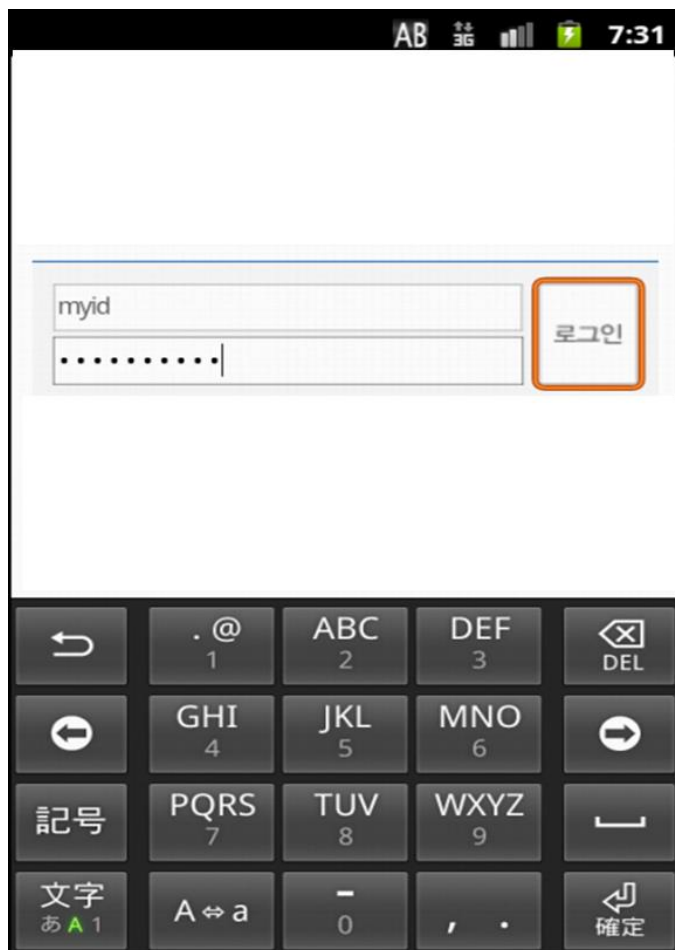 AB 3G 7:31
myid
로그인
••••••••••
. @ ABC DEF
1 2 3 DEL
GHI JKL MNO
4 5 6
記号 PQRS TUV WXYZ
7 8 9
文字 A⇔a - , .
あA1 0 確定